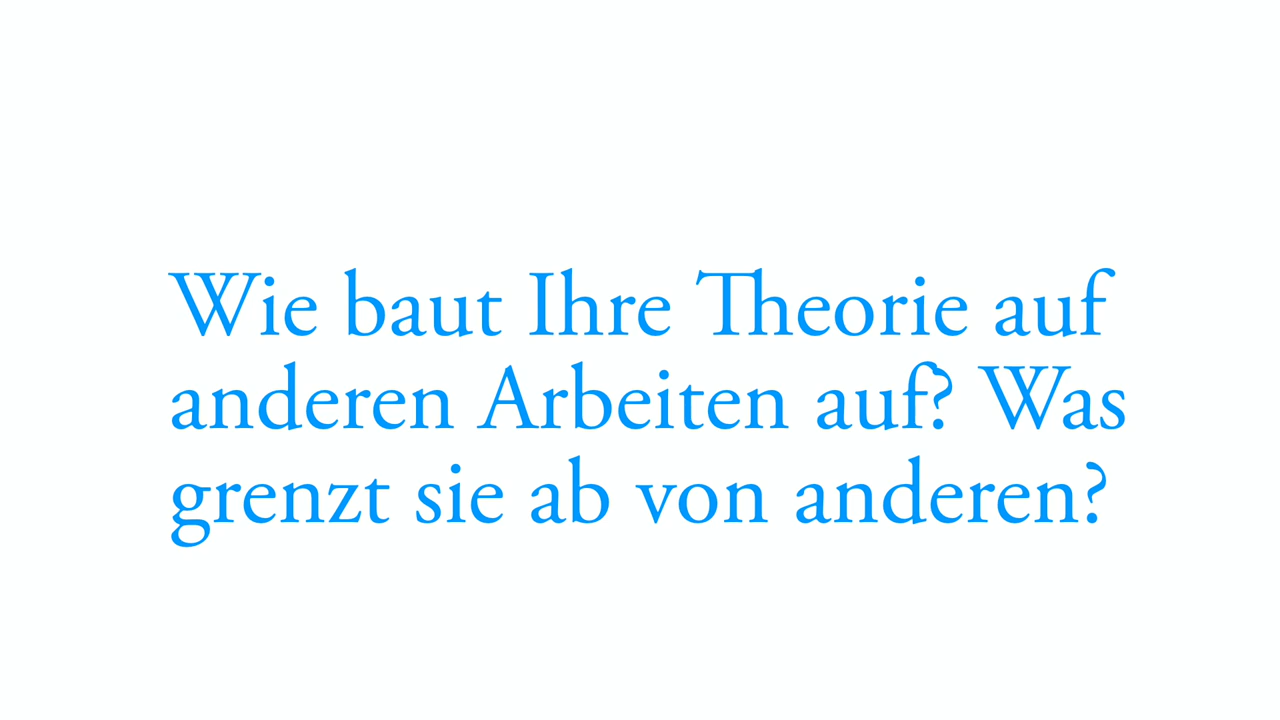 Wie baut Ihre Theorie auf
anderen Arbeiten auf? Was
grenzt sie ab von anderen?